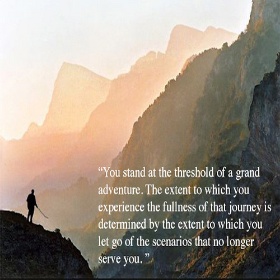 “You stand at the threshold of a grand
adventure. The extent to which you
experience the fullness of that journey is
determined by the extent to which you
let go of the scenarios that no longer
serve you. ”